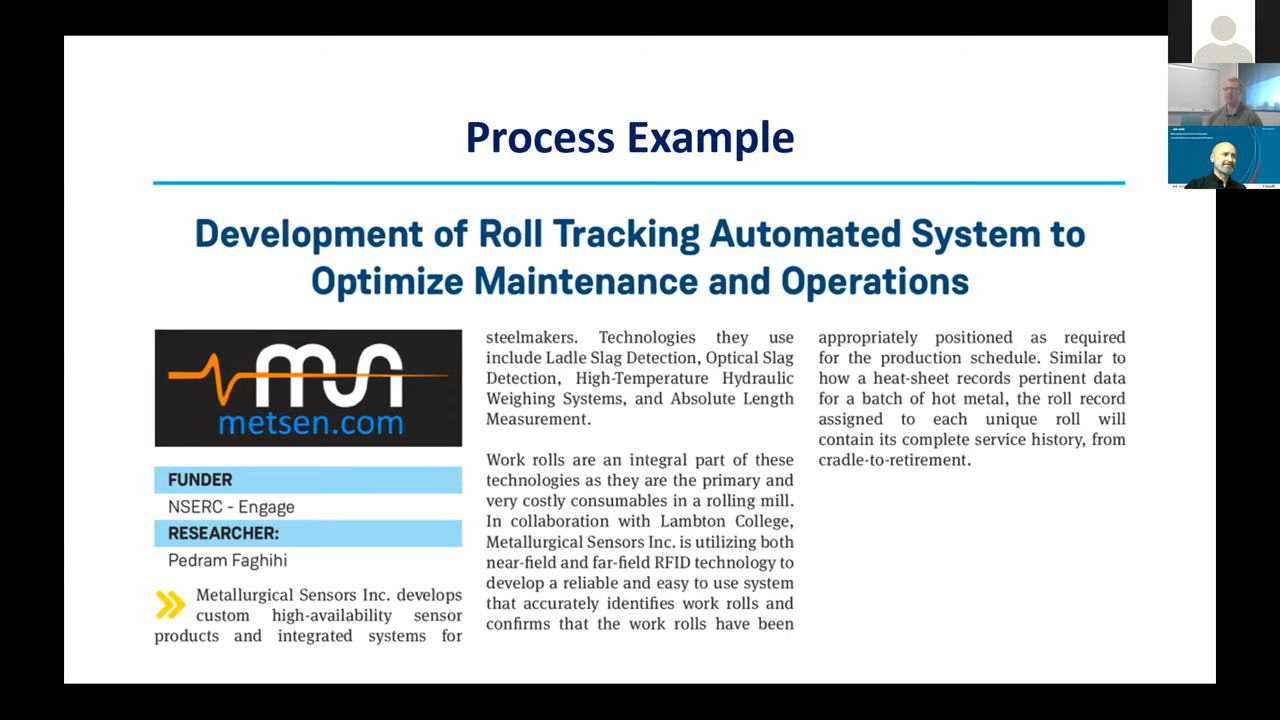 Process Example
Development of Roll Tracking Automated System to
Optimize Maintenance and Operations
metsen.com
FUNDER
NSERC - Engage
RESEARCHER:
Pedram Faghihi
Metallurgical Sensors Inc. develops
custom high-availability sensor
products and integrated systems for
steelmakers. Technologies they use
include Ladle Slag Detection, Optical Slag
Detection, High-Temperature Hydraulic
Weighing Systems, and Absolute Length
Measurement.
Work rolls are an integral part of these
technologies as they are the primary and
very costly consumables in a rolling mill.
In collaboration with Lambton College,
Metallurgical Sensors Inc. is utilizing both
near-field and far-field RFID technology to
develop a reliable and easy to use system
that accurately identifies work rolls and
confirms that the work rolls have been
appropriately positioned as required
for the production schedule. Similar to
how a heat-sheet records pertinent data
for a batch of hot metal, the roll record
assigned to each unique roll will
contain its complete service history, from
cradle-to-retirement.